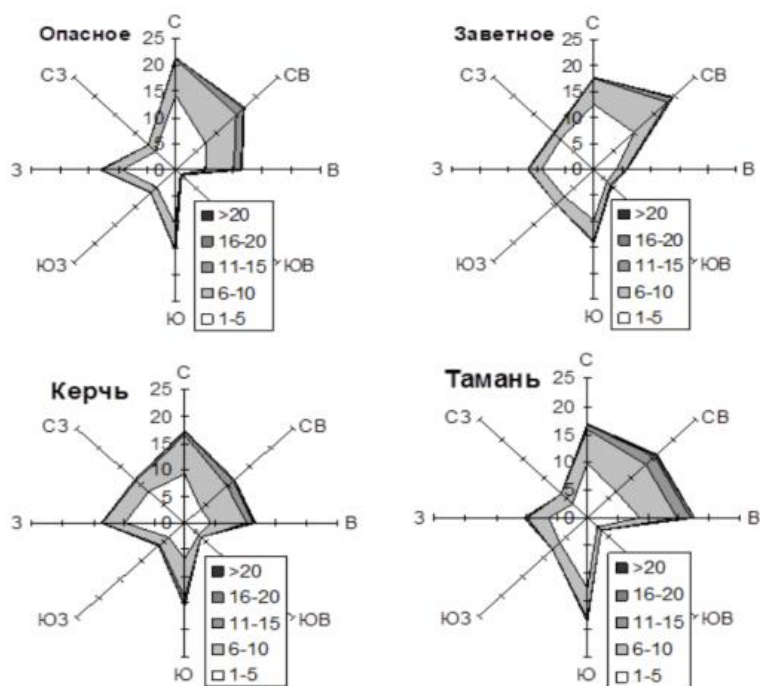 Опасное
С
25
20
15
10
5
0
СЗ
СВ
З
В
ЮЗ
ЮВ
Ю
>20
16-20
11-15
6-10
1-5
Заветное
С
25
20
15
10
5
0
СЗ
СВ
З
В
ЮЗ
ЮВ
Ю
>20
16-20
11-15
6-10
1-5
Керчь
С
25
20
15
10
5
0
СЗ
СВ
З
В
ЮЗ
ЮВ
Ю
>20
16-20
11-15
6-10
1-5
Тамань
С
25
20
15
10
5
0
СЗ
СВ
З
В
ЮЗ
ЮВ
Ю
>20
16-20
11-15
6-10
1-5